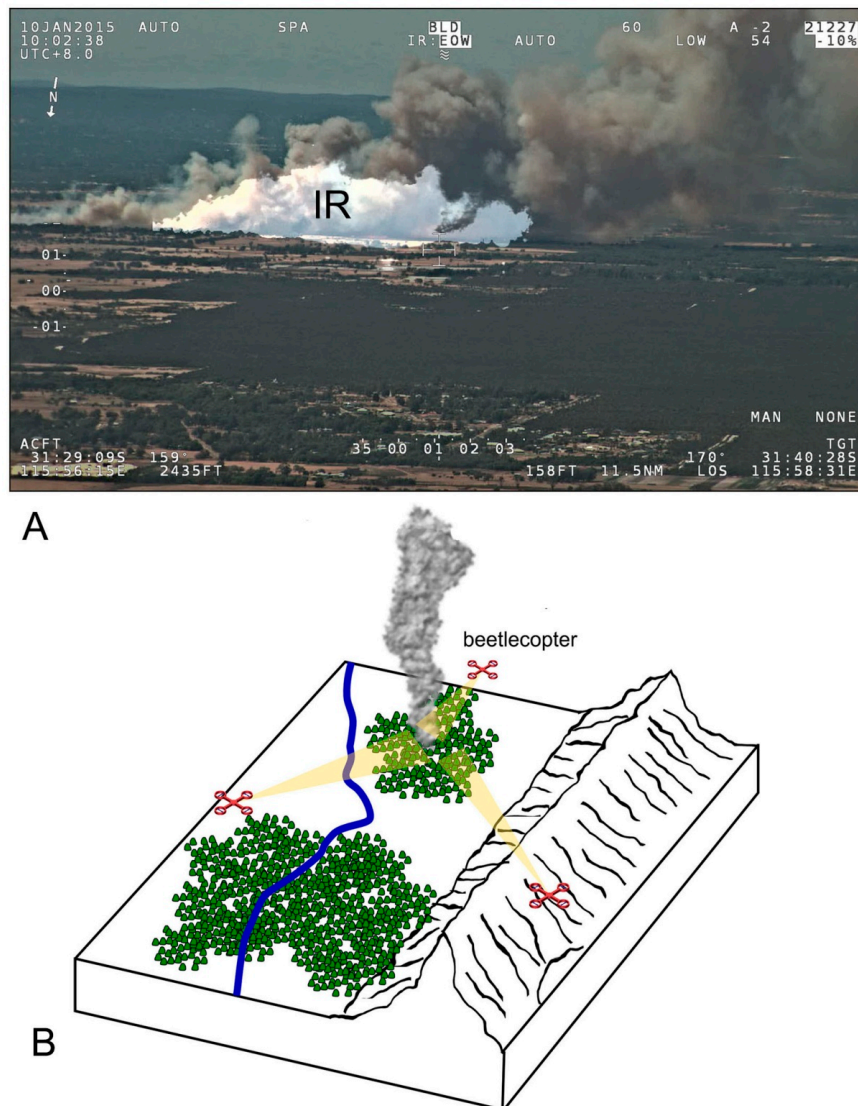 10JAN2015 AUTO SPA BLD 60 A -2 21227
10:02:38 IR:EOW AUTO LOW 54 -10%
UTC+8.0
N
IR
01
00
-01
MAN NONE
ACFT 35 00 01 02 03 TGT
31:29:09S 159° 170° 31:40:28S
115:56:15E 2435FT 158FT 11.5NM LOS 115:58:31E
A
beetlecopter
B